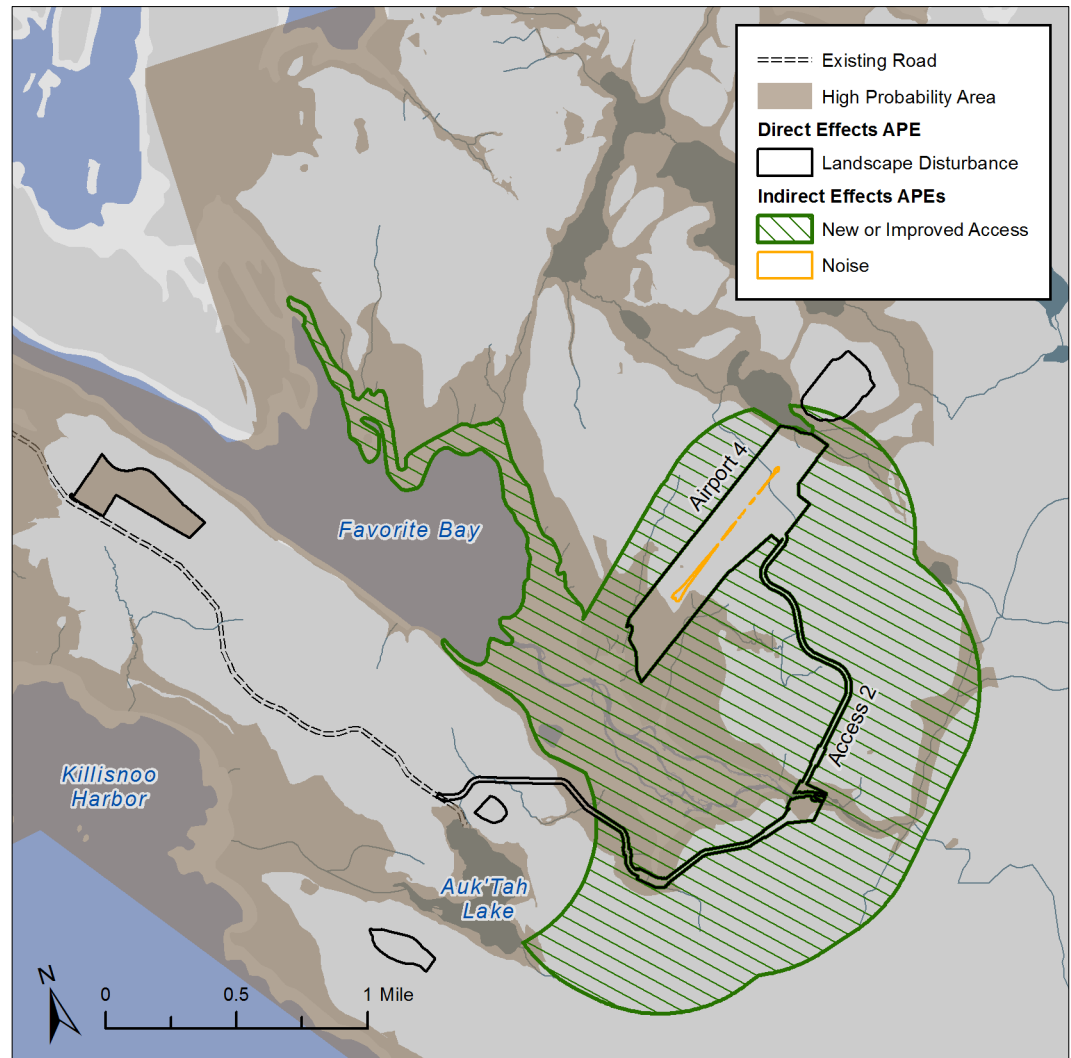 Existing Road
High Probability Area
Direct Effects APE
Landscape Disturbance
Indirect Effects APEs
New or Improved Access
Noise
Airport 4
Favorite Bay
Access 2
Killisnoo
Harbor
Auk'Tah
Lake
N
0 0.5 1 Mile